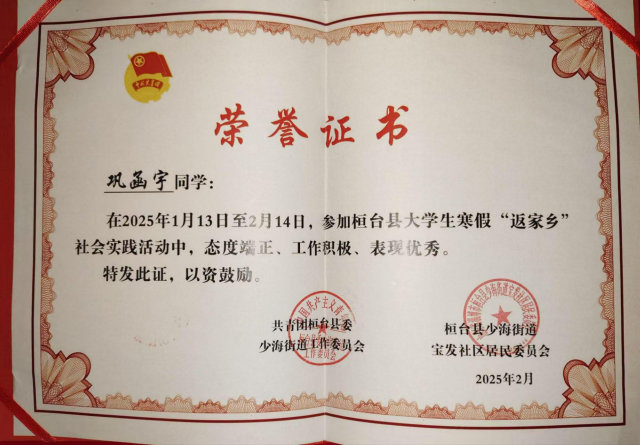 荣誉证书
巩函宇同学：
在2025年1月13日至2月14日，参加桓台县大学生寒假“返家乡”
社会实践活动中，态度端正、工作积极、表现优秀。
特发此证，以资鼓励。
共青团桓台县委
少海街道工作委员会
桓台县少海街道
宝发社区居民委员会
2025年2月